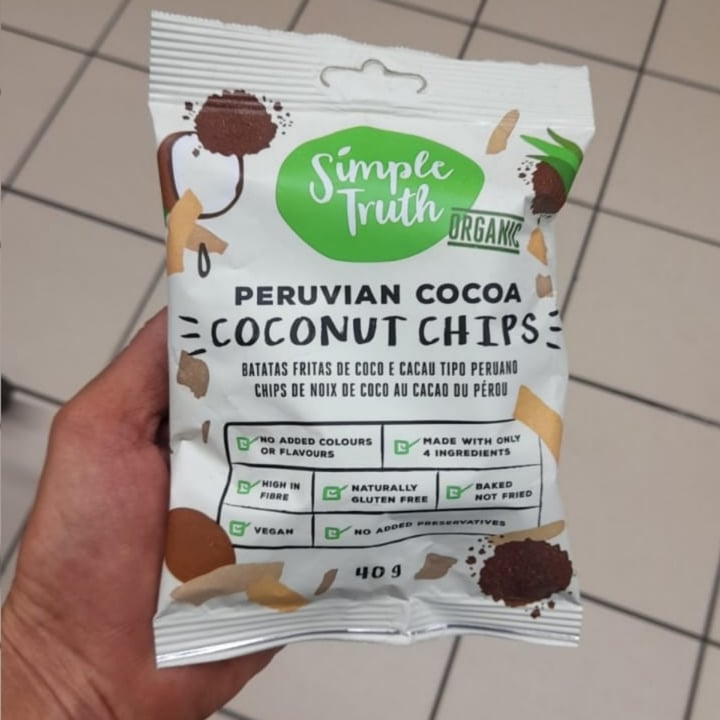 Simple
Truth
ORGANIC
PERUVIAN COCOA
COCONUT CHIPS
BATATAS FRITAS DE COCO E CACAU TIPO PERUANO
CHIPS DE NOIX DE COCO AU CACAO DU PÉROU
NO ADDED COLOURS
OR FLAVOURS
MADE WITH ONLY
4 INGREDIENTS
HIGH IN
FIBRE
NATURALLY
GLUTEN FREE
BAKED
NOT FRIED
VEGAN
NO ADDED PRESERVATIVES
40 g